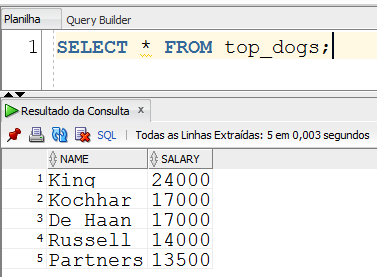 Planilha Query Builder
1 SELECT * FROM top_dogs;
Resultado da Consulta x
SQL | Todas as Linhas Extraídas: 5 em 0,003 segundos
NAME SALARY
1 King 24000
2 Kochhar 17000
3 De Haan 17000
4 Russell 14000
5 Partners 13500